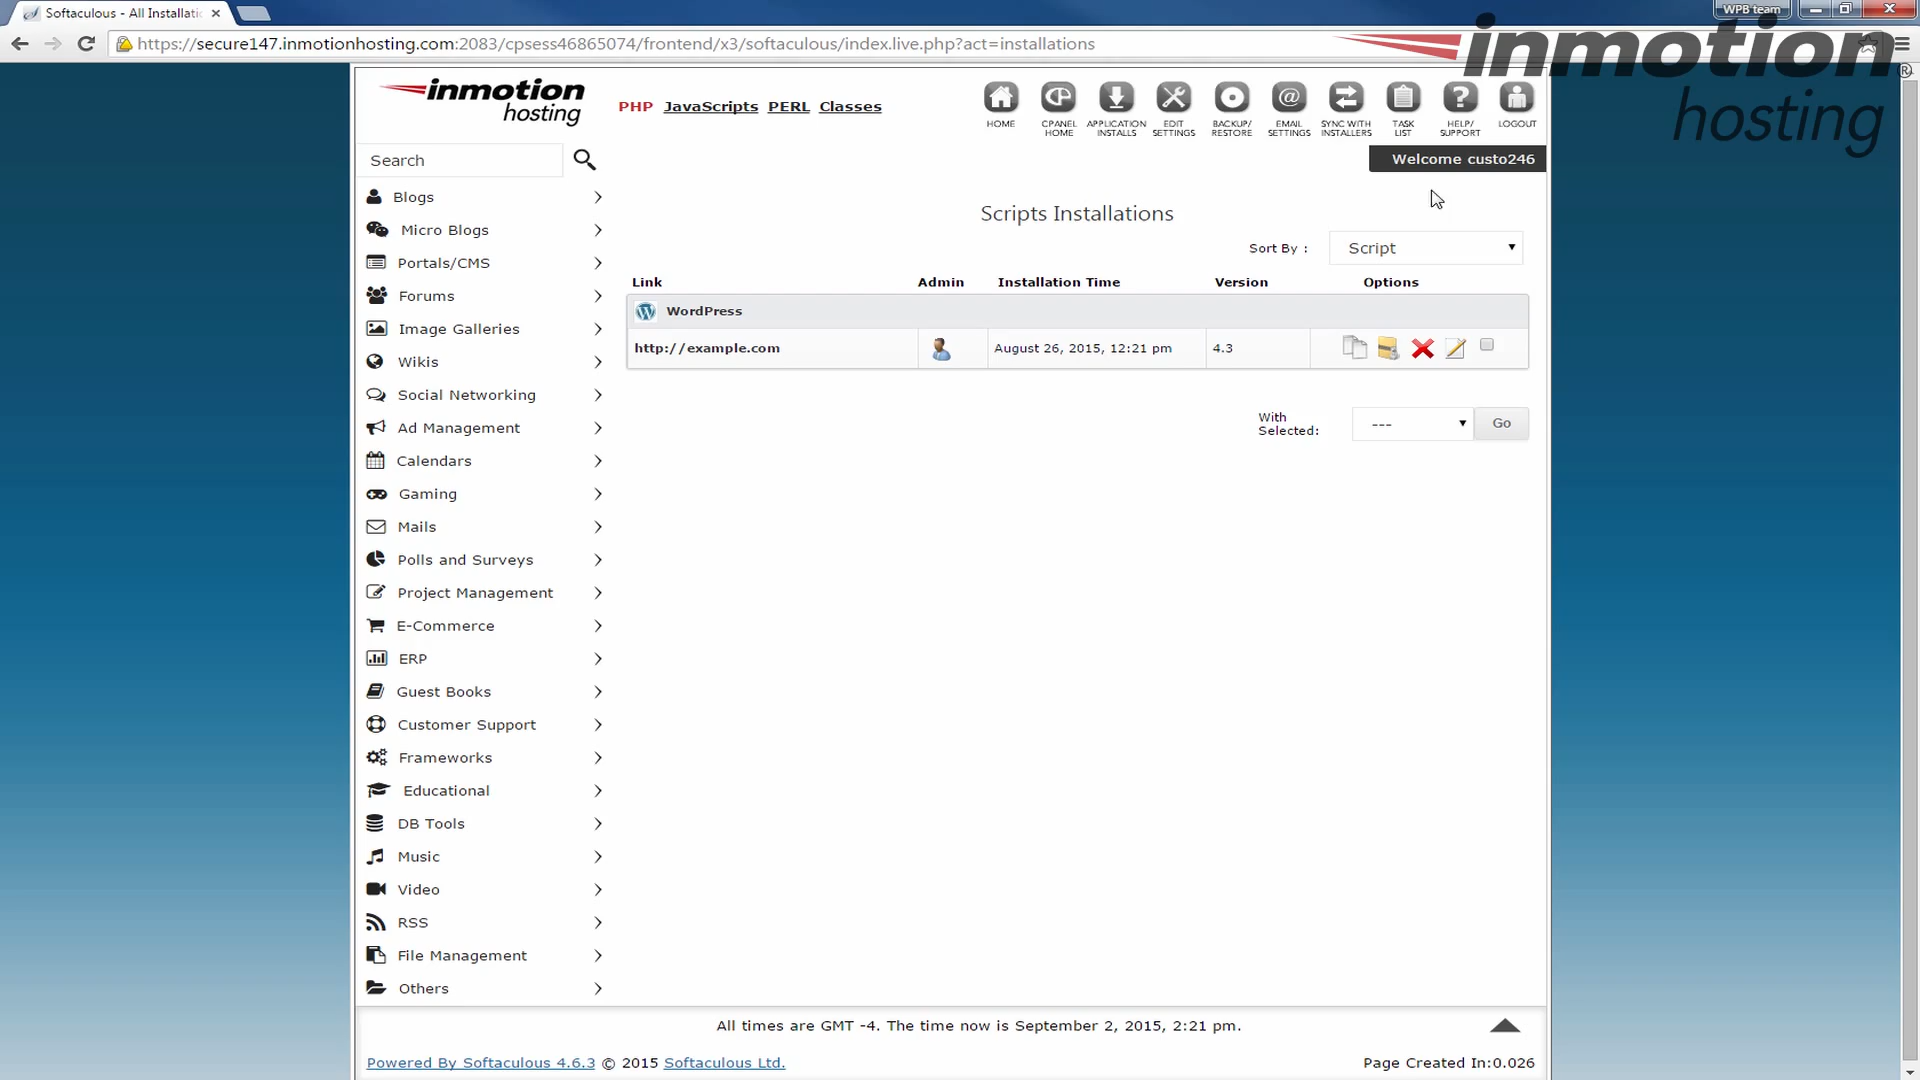 Softaculous - All Installatio
WPB team
https://secure147.inmotionhosting.com:2083/cpsess46865074/frontend/x3/softaculous/index.live.php?act=installations
inmotion
hosting
®
inmotion
hosting
PHP JavaScripts PERL Classes
HOME
CPANEL HOME
APPLICATION INSTALLS
EDIT SETTINGS
BACKUP/ RESTORE
EMAIL SETTINGS
SYNC WITH INSTALLERS
TASK LIST
HELP/ SUPPORT
LOGOUT
Search
Welcome custo246
Blogs
Micro Blogs
Portals/CMS
Forums
Image Galleries
Wikis
Social Networking
Ad Management
Calendars
Gaming
Mails
Polls and Surveys
Project Management
E-Commerce
ERP
Guest Books
Customer Support
Frameworks
Educational
DB Tools
Music
Video
RSS
File Management
Others
Scripts Installations
Sort By : Script
Link Admin Installation Time Version Options
WordPress
http://example.com August 26, 2015, 12:21 pm 4.3
With
Selected: --- Go
All times are GMT -4. The time now is September 2, 2015, 2:21 pm.
Powered By Softaculous 4.6.3 © 2015 Softaculous Ltd. Page Created In:0.026